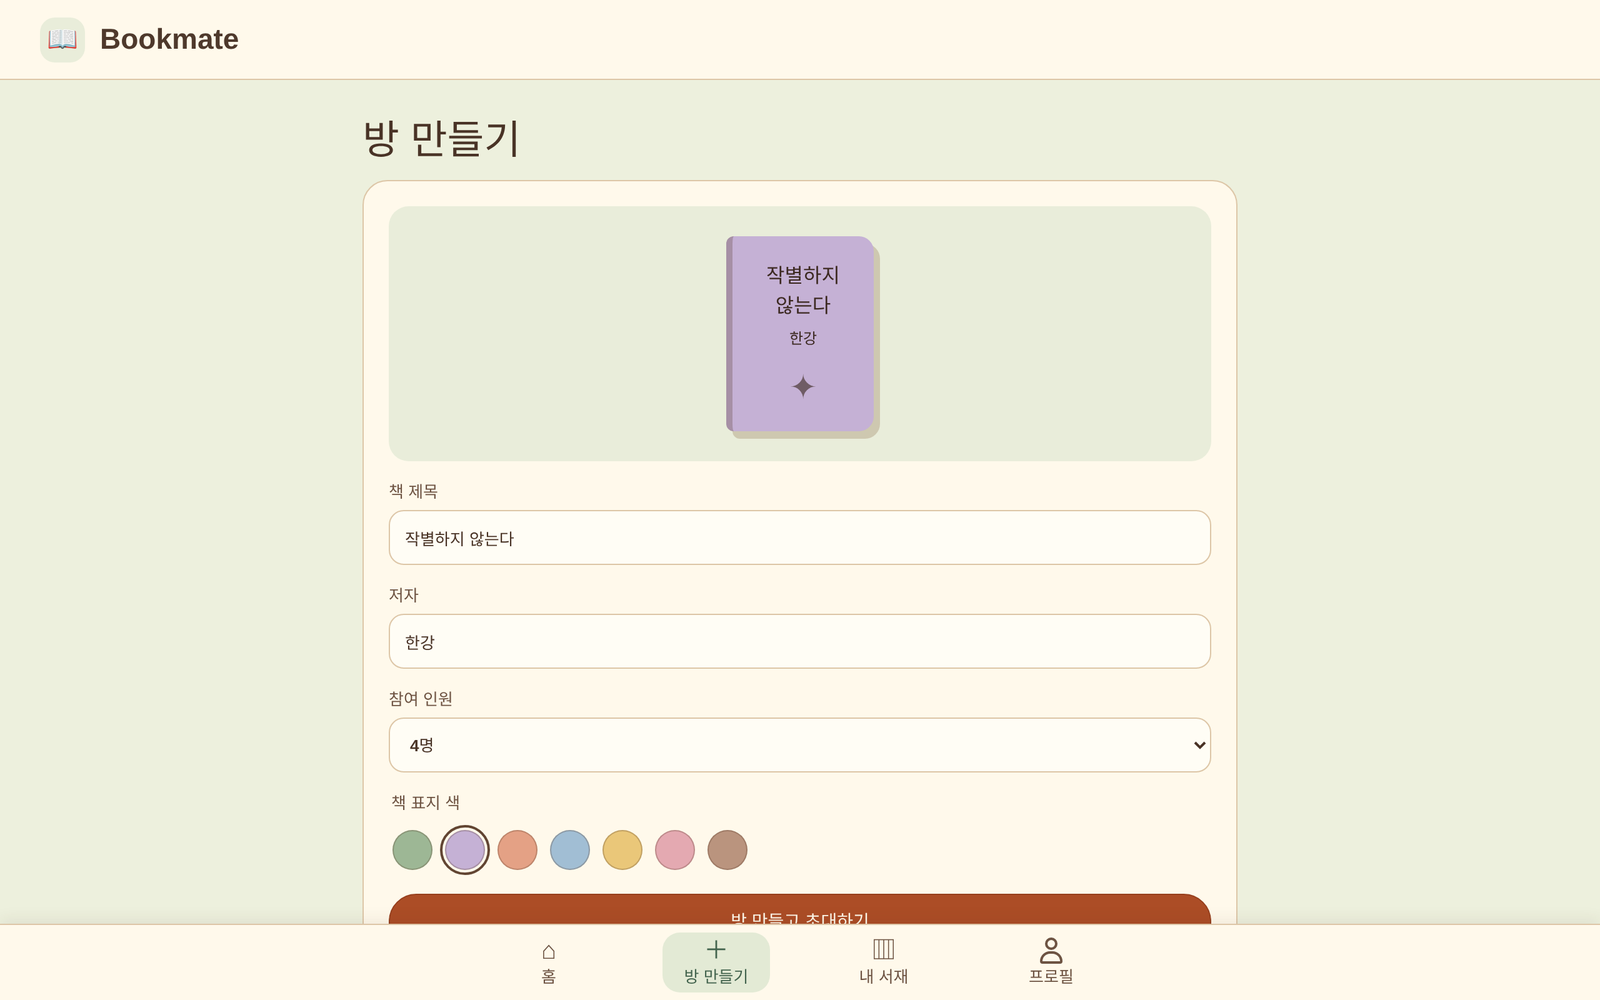 Bookmate
방 만들기
작별하지
않는다
한강
책 제목
작별하지 않는다
저자
한강
참여 인원
4명
책 표지 색
방 만들고 초대하기
홈
방 만들기
내 서재
프로필